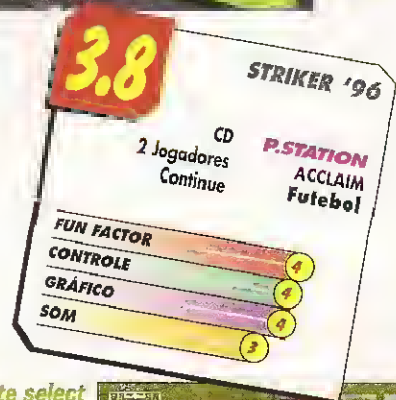 3.8
STRIKER '96
CD
2 Jogadores
Continue
P.STATION
ACCLAIM
Futebol
FUN FACTOR 4
CONTROLE 4
GRÁFICO 4
SOM 3
te select